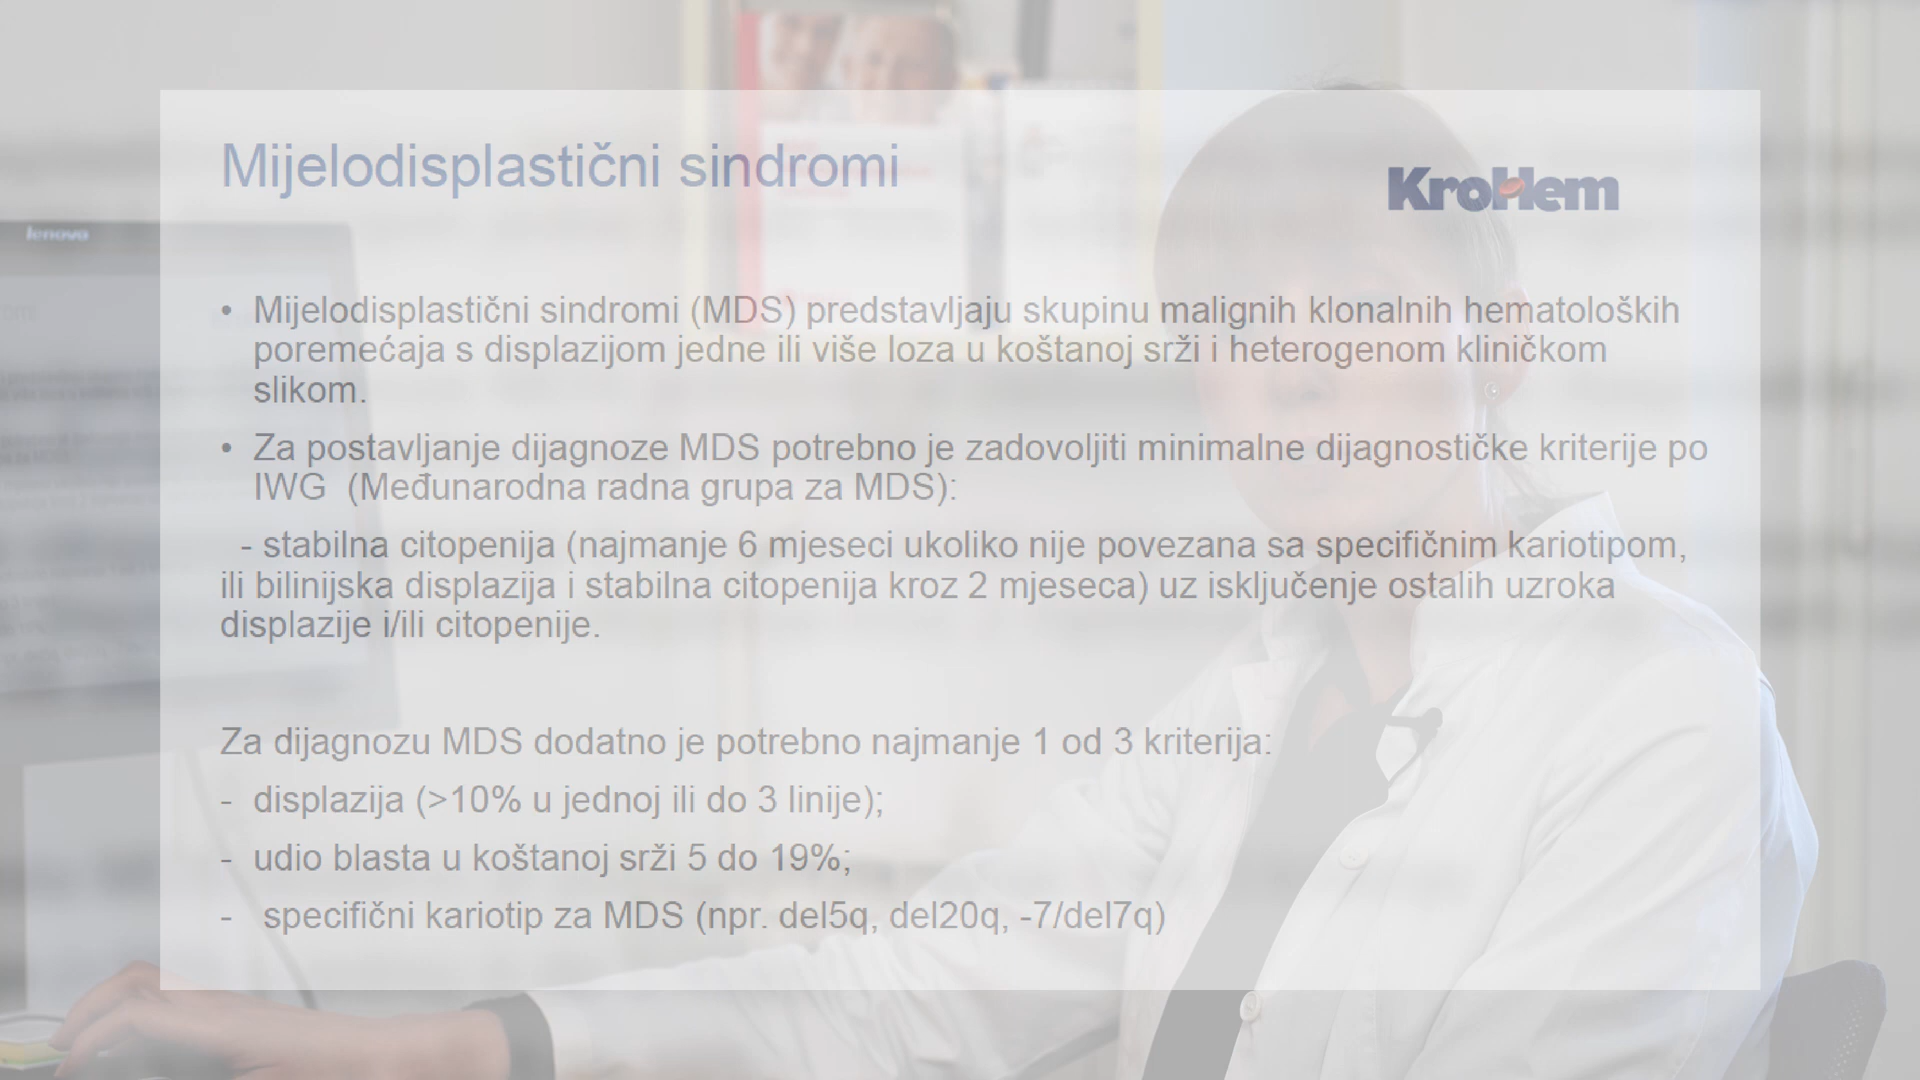 lenovo
Mijelodisplastični sindromi
KroHem
• Mijelodisplastični sindromi (MDS) predstavljaju skupinu malignih klonalnih hematoloških
poremećaja s displazijom jedne ili više loza u koštanoj srži i heterogenom kliničkom
slikom.
• Za postavljanje dijagnoze MDS potrebno je zadovoljiti minimalne dijagnostičke kriterije po
IWG (Međunarodna radna grupa za MDS):
- stabilna citopenija (najmanje 6 mjeseci ukoliko nije povezana sa specifičnim kariotipom,
ili bilinijska displazija i stabilna citopenija kroz 2 mjeseca) uz isključenje ostalih uzroka
displazije i/ili citopenije.
Za dijagnozu MDS dodatno je potrebno najmanje 1 od 3 kriterija:
- displazija (>10% u jednoj ili do 3 linije);
- udio blasta u koštanoj srži 5 do 19%;
- specifični kariotip za MDS (npr. del5q, del20q, -7/del7q)